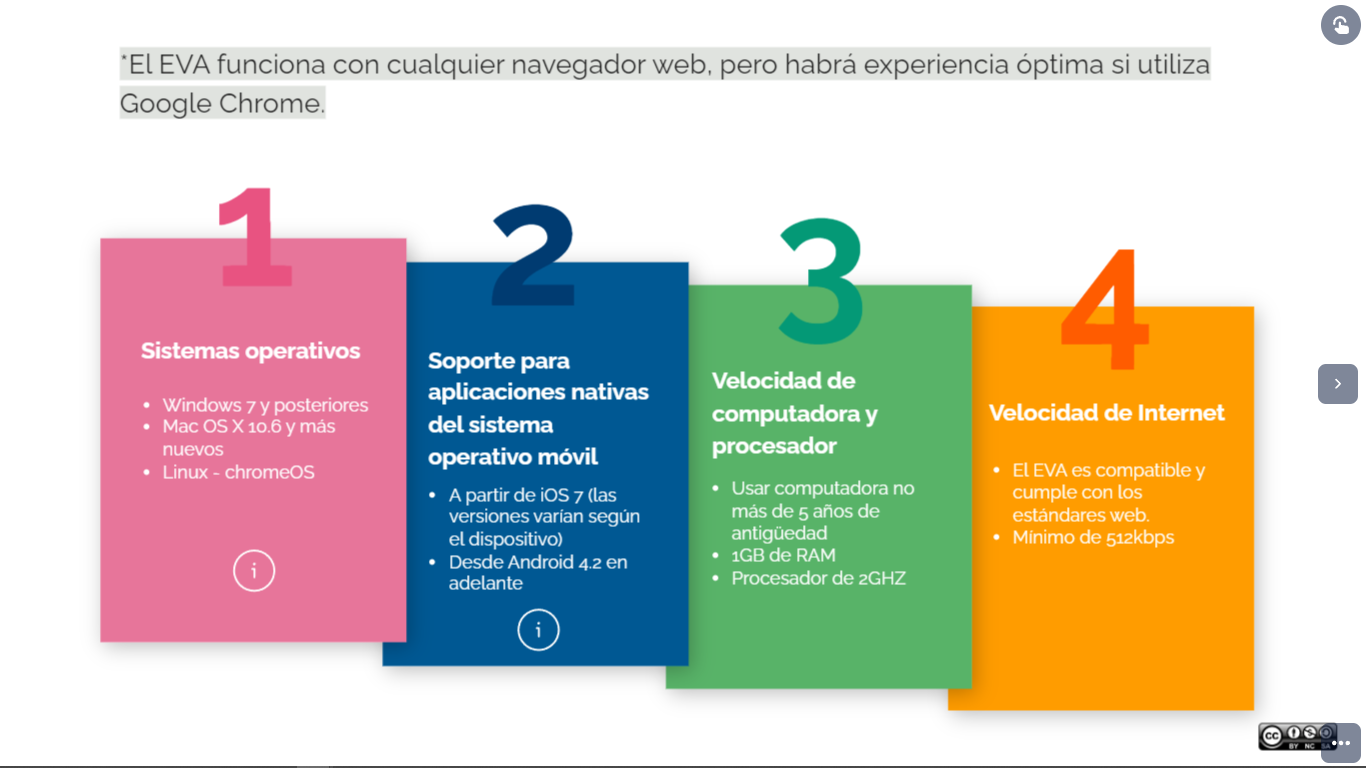 *El EVA funciona con cualquier navegador web, pero habrá experiencia óptima si utiliza
Google Chrome.
1
Sistemas operativos
• Windows 7 y posteriores
• Mac OS X 10.6 y más
nuevos
• Linux - chromeOS
i
2
Soporte para
aplicaciones nativas
del sistema
operativo móvil
• A partir de iOS 7 (las
versiones varían según
el dispositivo)
• Desde Android 4.2 en
adelante
i
3
Velocidad de
computadora y
procesador
• Usar computadora no
más de 5 años de
antigüedad
• 1GB de RAM
• Procesador de 2GHZ
4
Velocidad de Internet
• El EVA es compatible y
cumple con los
estándares web.
• Mínimo de 512kbps
CC
BY NC SA